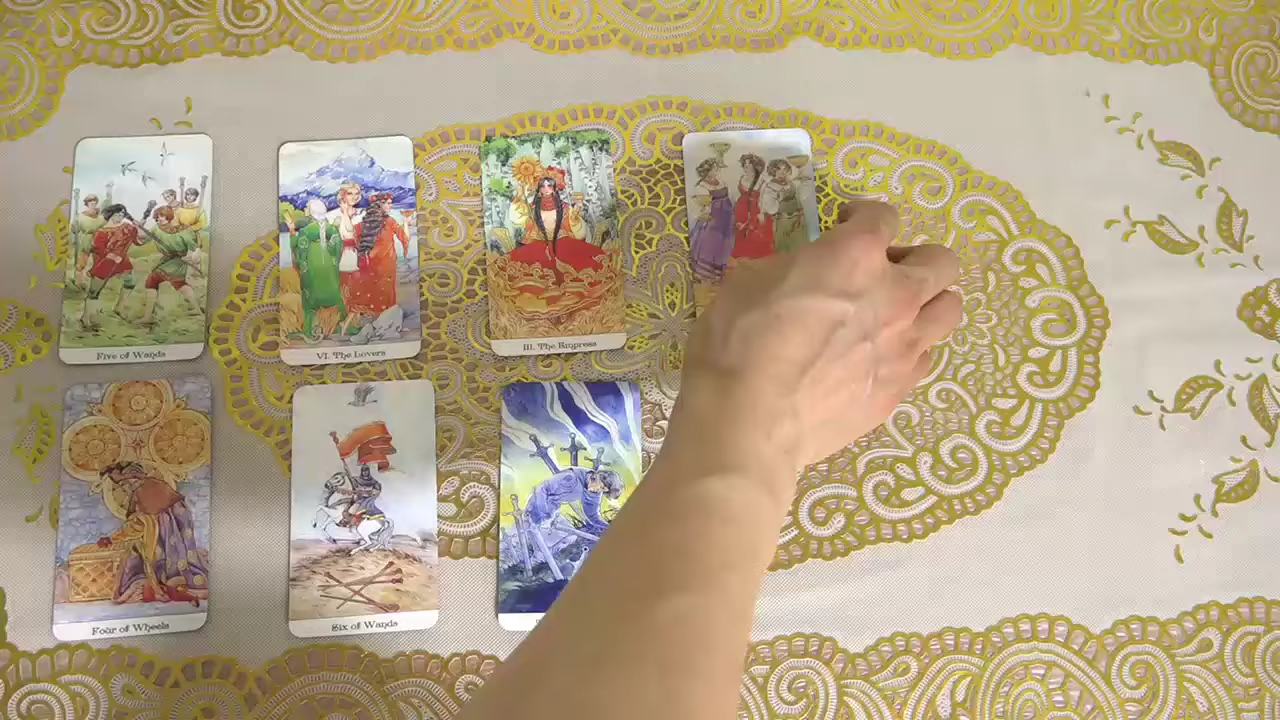 Five of Wands
VI. The Lovers
III. The Empress
Four of Wheels
Six of Wands